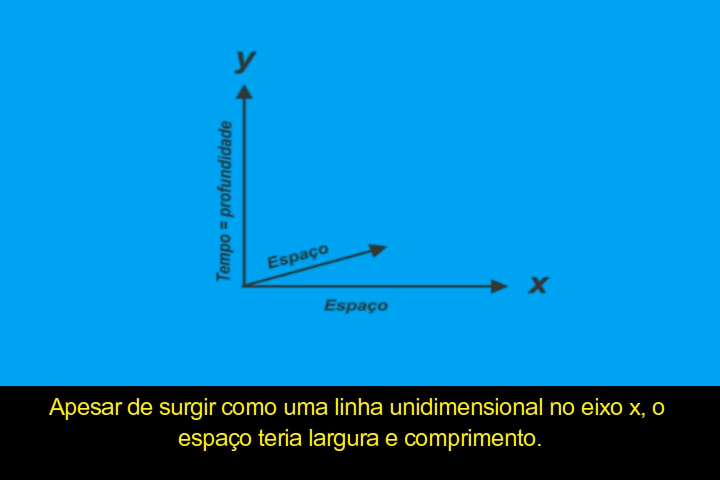 y
Tempo = profundidade
Espaço
x
Espaço
Apesar de surgir como uma linha unidimensional no eixo x, o
espaço teria largura e comprimento.